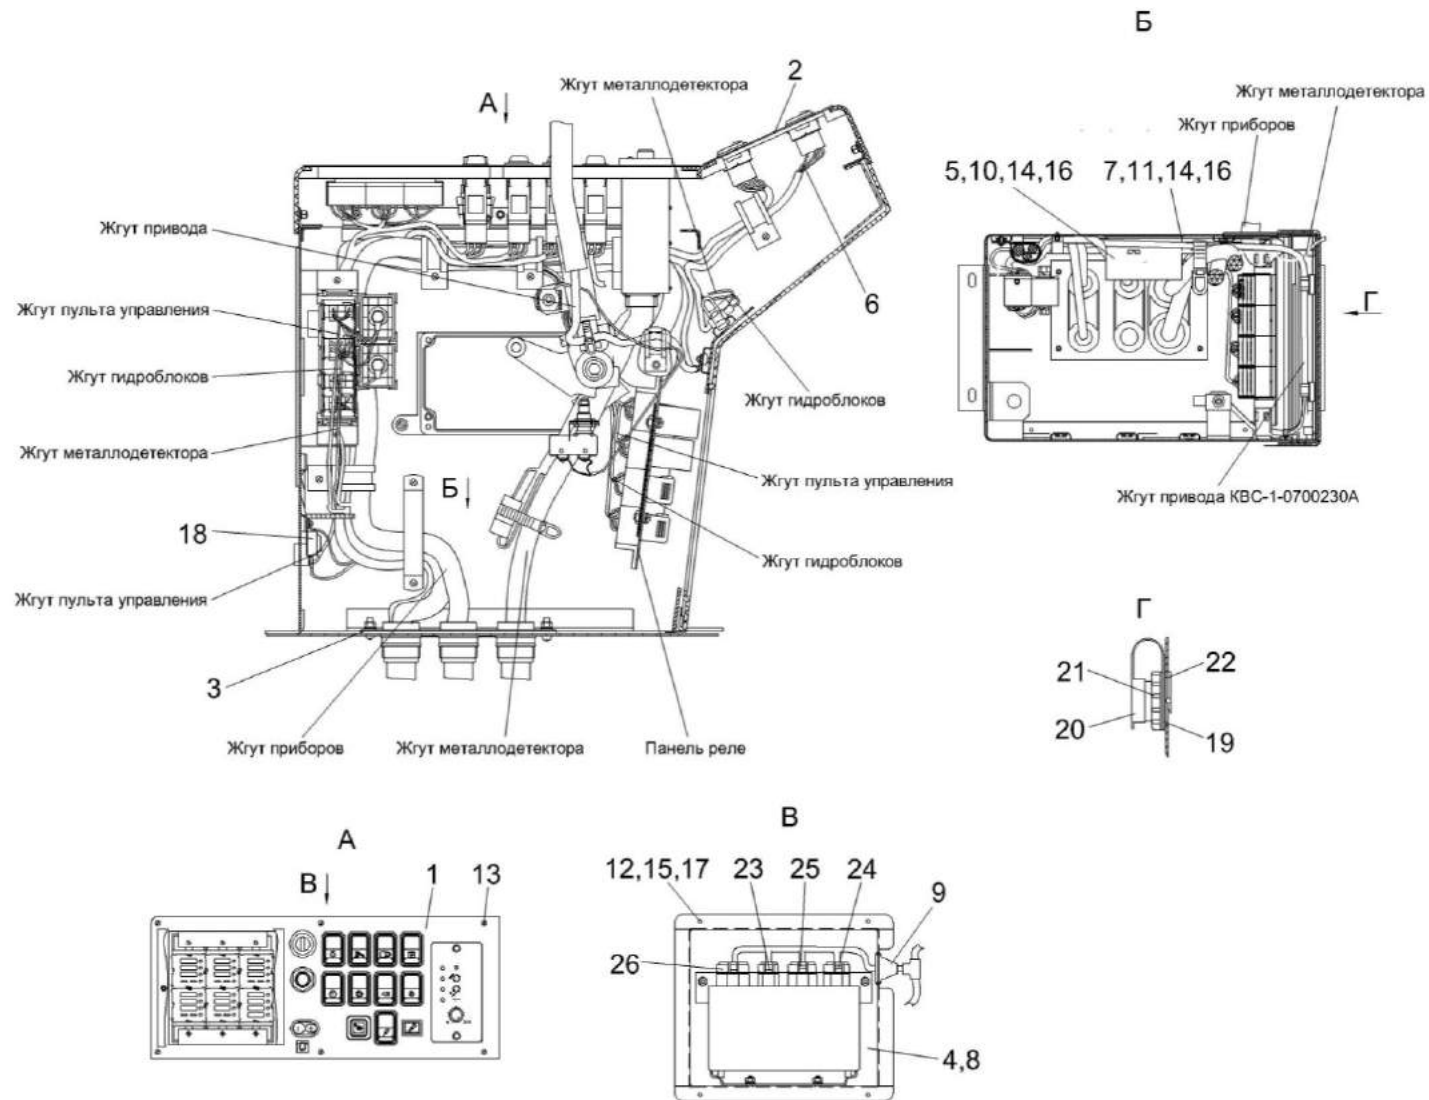 Б
Жгут металлодетектора
2
А
Жгут металлодетектора
Жгут приборов
5,10,14,16
7,11,14,16
Жгут привода
6
Г
Жгут пульта управления
Жгут гидроблоков
Жгут гидроблоков
Жгут металлодетектора
Жгут пульта управления
Б
Жгут привода КВС-1-0700230А
18
Жгут гидроблоков
Жгут пульта управления
Г
21
22
3
20
19
Жгут приборов
Жгут металлодетектора
Панель реле
А
В
В
1
13
12,15,17
23
25
24
9
26
4,8